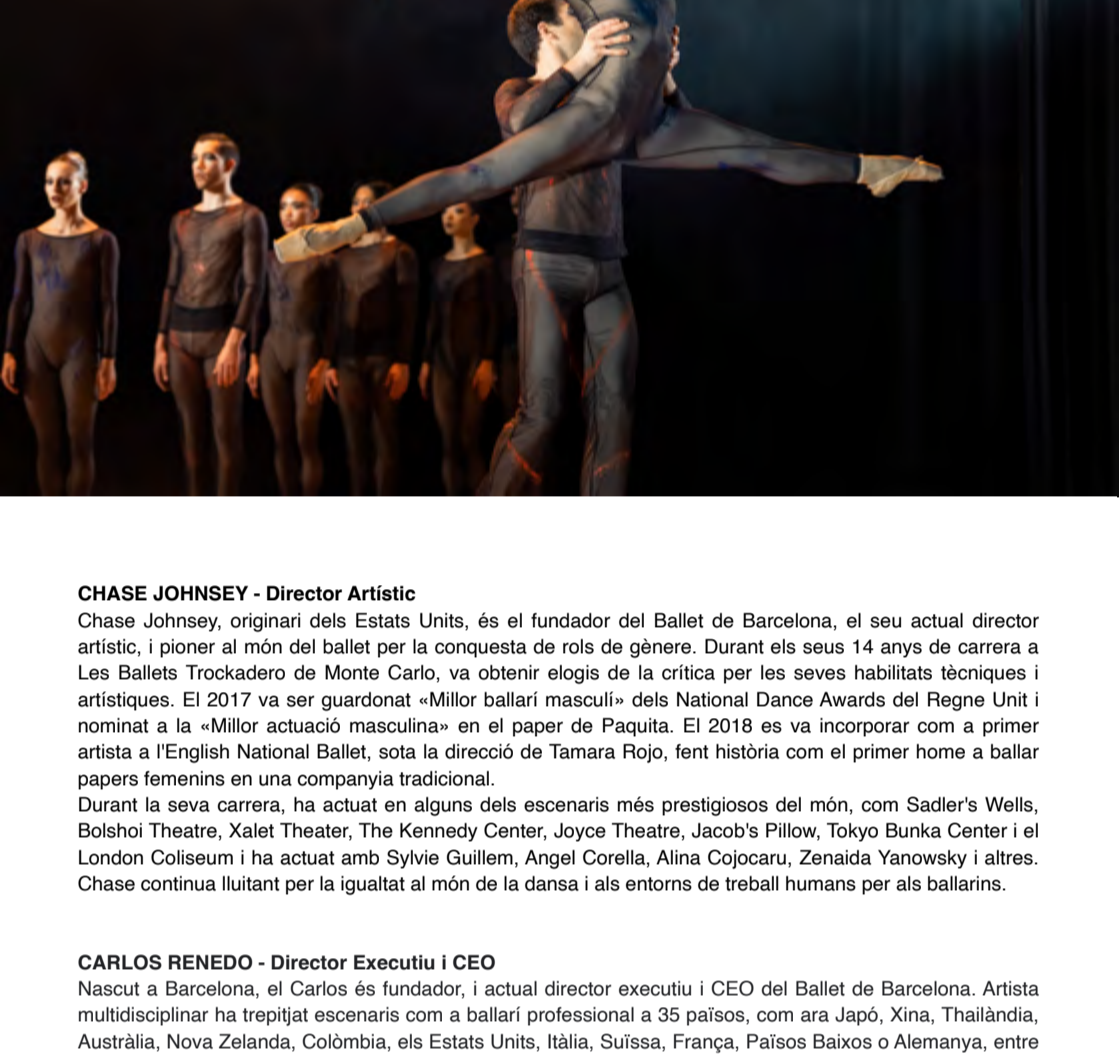 CHASE JOHNSEY - Director Artístic
Chase Johnsey, originari dels Estats Units, és el fundador del Ballet de Barcelona, el seu actual director
artístic, i pioner al món del ballet per la conquesta de rols de gènere. Durant els seus 14 anys de carrera a
Les Ballets Trockadero de Monte Carlo, va obtenir elogis de la crítica per les seves habilitats tècniques i
artístiques. El 2017 va ser guardonat «Millor ballarí masculí» dels National Dance Awards del Regne Unit i
nominat a la «Millor actuació masculina» en el paper de Paquita. El 2018 es va incorporar com a primer
artista a l'English National Ballet, sota la direcció de Tamara Rojo, fent història com el primer home a ballar
papers femenins en una companyia tradicional.
Durant la seva carrera, ha actuat en alguns dels escenaris més prestigiosos del món, com Sadler's Wells,
Bolshoi Theatre, Xalet Theater, The Kennedy Center, Joyce Theatre, Jacob's Pillow, Tokyo Bunka Center i el
London Coliseum i ha actuat amb Sylvie Guillem, Angel Corella, Alina Cojocaru, Zenaida Yanowsky i altres.
Chase continua lluitant per la igualtat al món de la dansa i als entorns de treball humans per als ballarins.
CARLOS RENEDO - Director Executiu i CEO
Nascut a Barcelona, el Carlos és fundador, i actual director executiu i CEO del Ballet de Barcelona. Artista
multidisciplinar ha trepitjat escenaris com a ballarí professional a 35 països, com ara Japó, Xina, Thailàndia,
Austràlia, Nova Zelanda, Colòmbia, els Estats Units, Itàlia, Suïssa, França, Països Baixos o Alemanya, entre